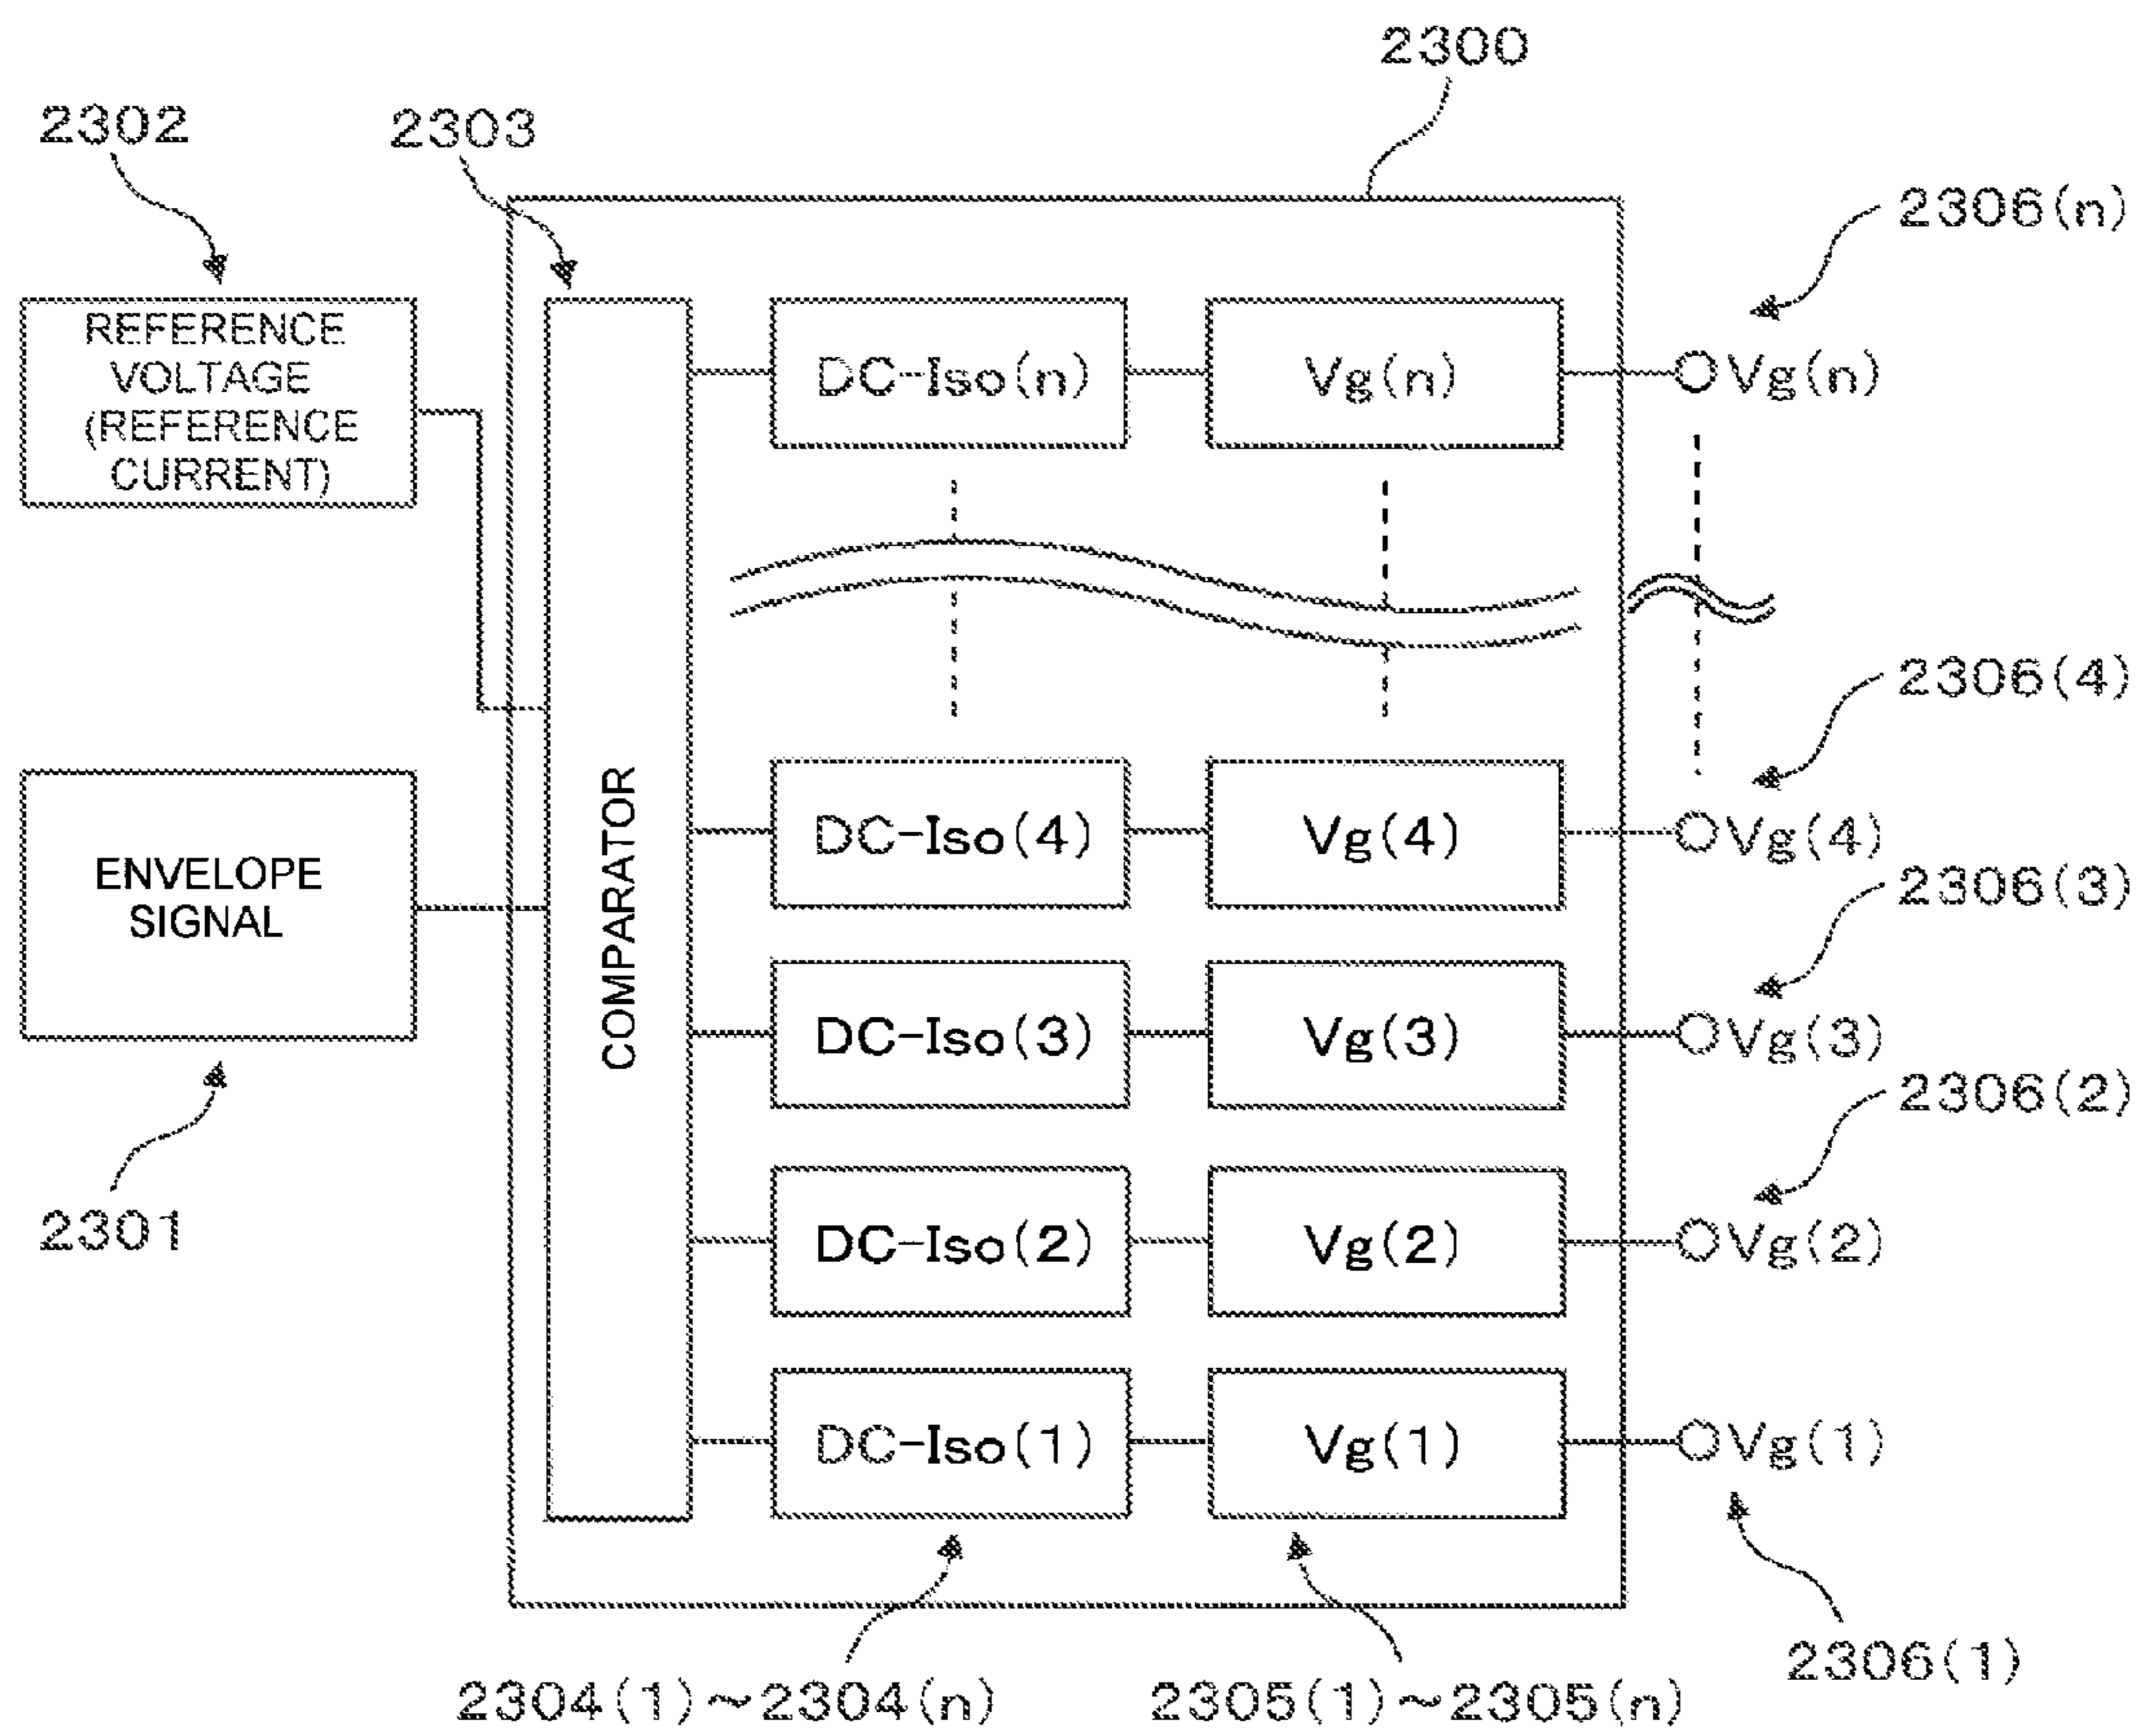 2300
2302
2303
2306(n)
REFERENCE
VOLTAGE
(REFERENCE
CURRENT)
DC-Iso(n)
Vg(n)
Vg(n)
2306(4)
ENVELOPE
SIGNAL
COMPARATOR
DC-Iso(4)
Vg(4)
Vg(4)
2306(3)
DC-Iso(3)
Vg(3)
Vg(3)
2306(2)
2301
DC-Iso(2)
Vg(2)
Vg(2)
DC-Iso(1)
Vg(1)
Vg(1)
2306(1)
2304(1)~2304(n)
2305(1)~2305(n)